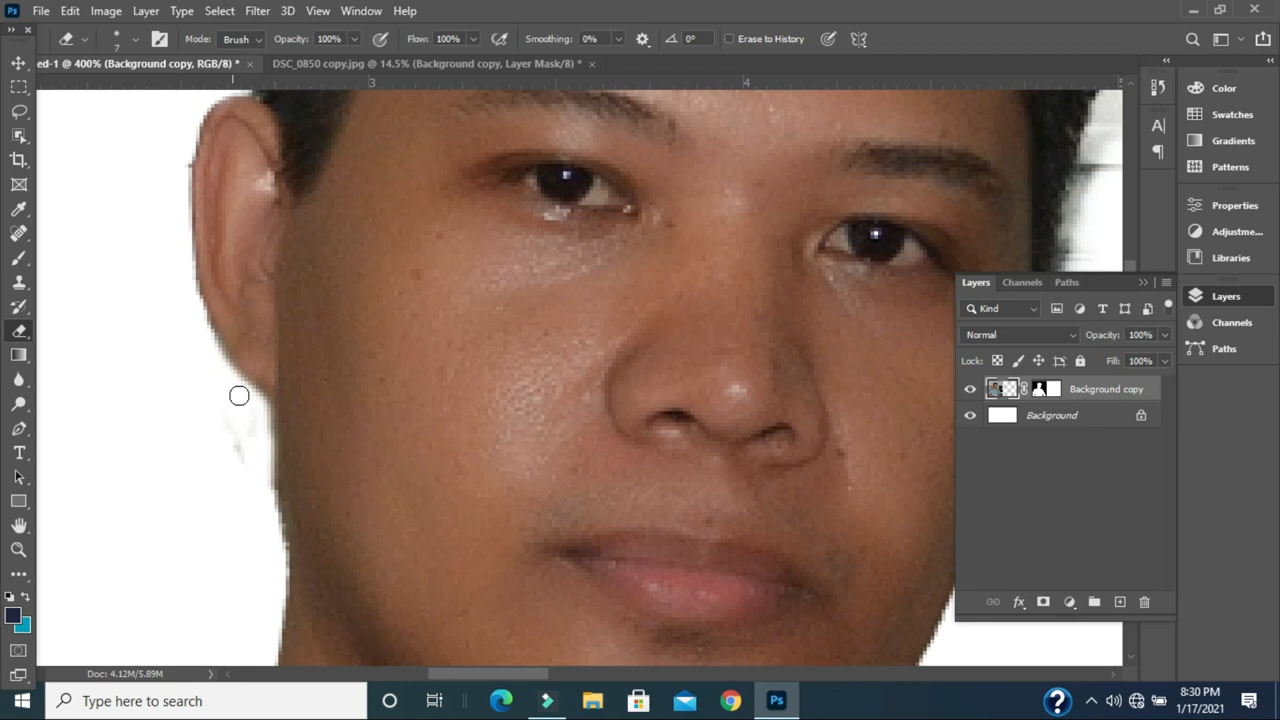 Ps File Edit Image Layer Type Select Filter 3D View Window Help
7 Mode: Brush Opacity: 100% Flow: 100% Smoothing: 0% 0° Erase to History
ed-1 @ 400% (Background copy, RGB/8) * × DSC_0850 copy.jpg @ 14.5% (Background copy, Layer Mask/8) * ×
3 4
Color
Swatches
Gradients
Patterns
Properties
Adjustme...
Libraries
Layers
Channels
Paths
Layers Channels Paths
Kind
Normal Opacity: 100%
Lock: Fill: 100%
Background copy
Background
fx
Doc: 4.12M/5.89M
Type here to search
Ps
8:30 PM
1/17/2021